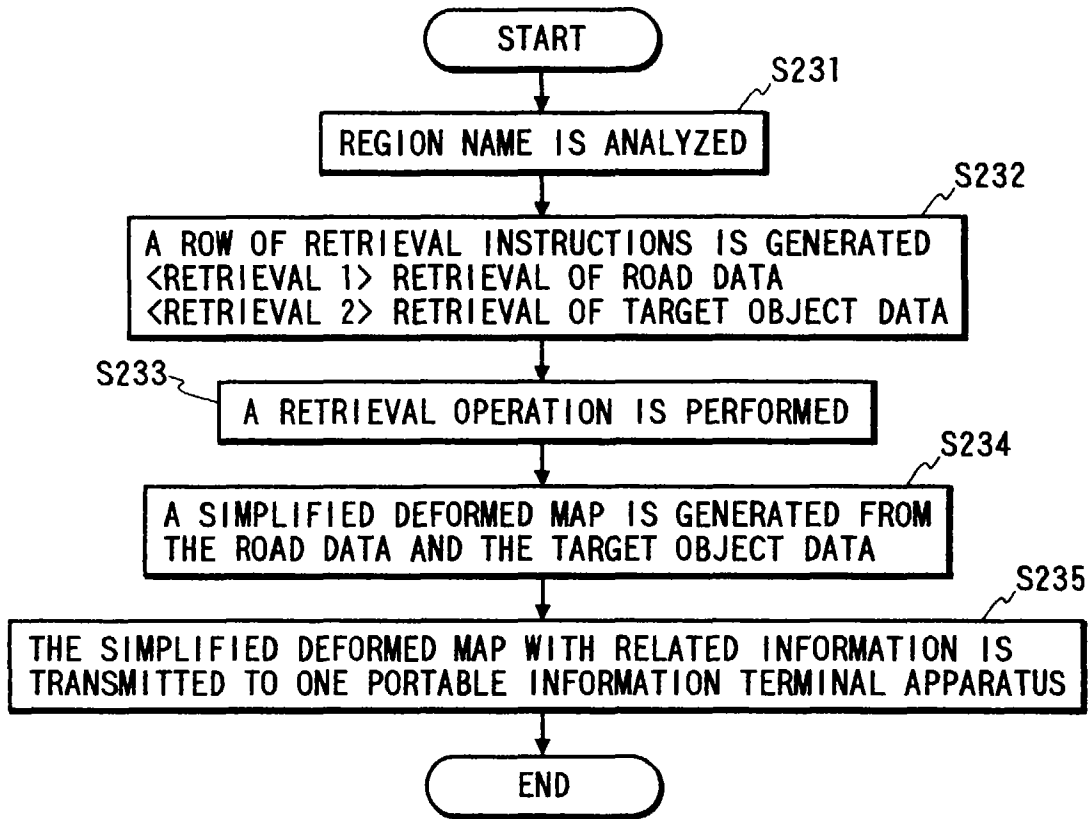 START
S231
REGION NAME IS ANALYZED
S232
A ROW OF RETRIEVAL INSTRUCTIONS IS GENERATED
<RETRIEVAL 1> RETRIEVAL OF ROAD DATA
<RETRIEVAL 2> RETRIEVAL OF TARGET OBJECT DATA
S233
A RETRIEVAL OPERATION IS PERFORMED
S234
A SIMPLIFIED DEFORMED MAP IS GENERATED FROM
THE ROAD DATA AND THE TARGET OBJECT DATA
S235
THE SIMPLIFIED DEFORMED MAP WITH RELATED INFORMATION IS
TRANSMITTED TO ONE PORTABLE INFORMATION TERMINAL APPARATUS
END